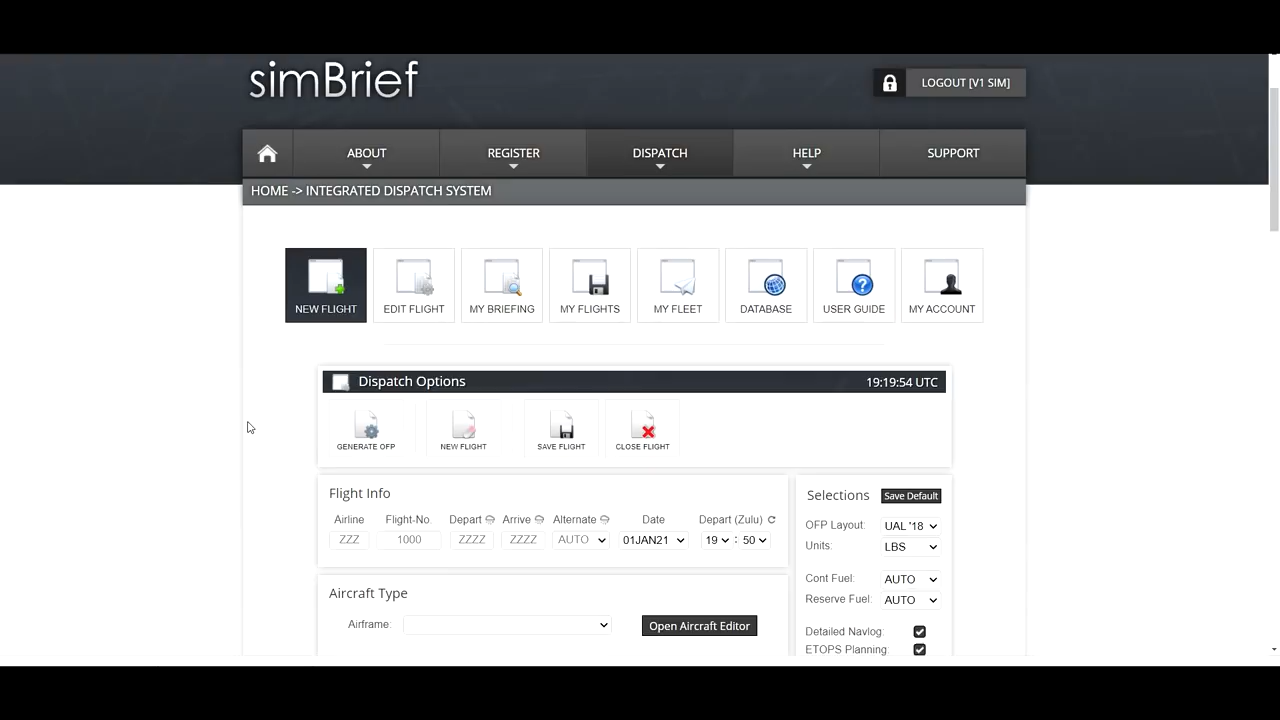 simBrief
LOGOUT [V1 SIM]
ABOUT REGISTER DISPATCH HELP SUPPORT
HOME -> INTEGRATED DISPATCH SYSTEM
NEW FLIGHT EDIT FLIGHT MY BRIEFING MY FLIGHTS MY FLEET DATABASE USER GUIDE MY ACCOUNT
Dispatch Options 19:19:54 UTC
GENERATE OFP NEW FLIGHT SAVE FLIGHT CLOSE FLIGHT
Flight Info
Airline Flight-No. Depart Arrive Alternate Date Depart (Zulu)
ZZZ 1000 ZZZZ ZZZZ AUTO 01JAN21 19 : 50
Aircraft Type
Airframe: Open Aircraft Editor
Selections Save Default
OFP Layout: UAL '18
Units: LBS
Cont Fuel: AUTO
Reserve Fuel: AUTO
Detailed Navlog:
ETOPS Planning: